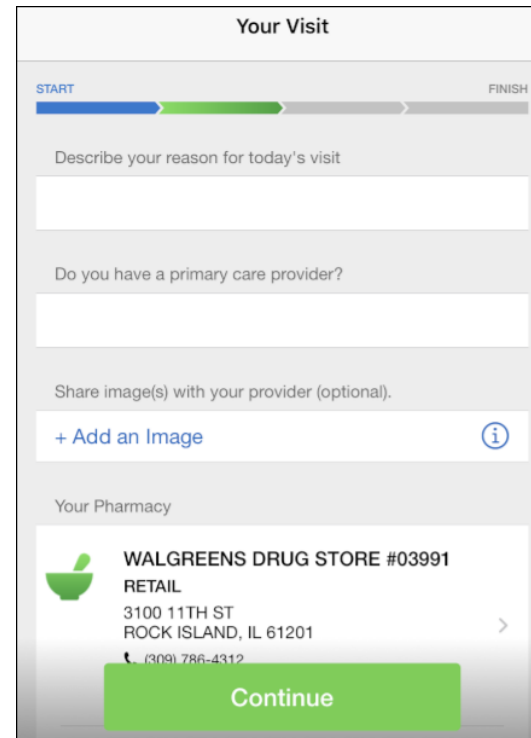 Your Visit
START FINISH
Describe your reason for today's visit
Do you have a primary care provider?
Share image(s) with your provider (optional).
+ Add an Image
Your Pharmacy
WALGREENS DRUG STORE #03991
RETAIL
3100 11TH ST
ROCK ISLAND, IL 61201
(309) 786-4312
Continue